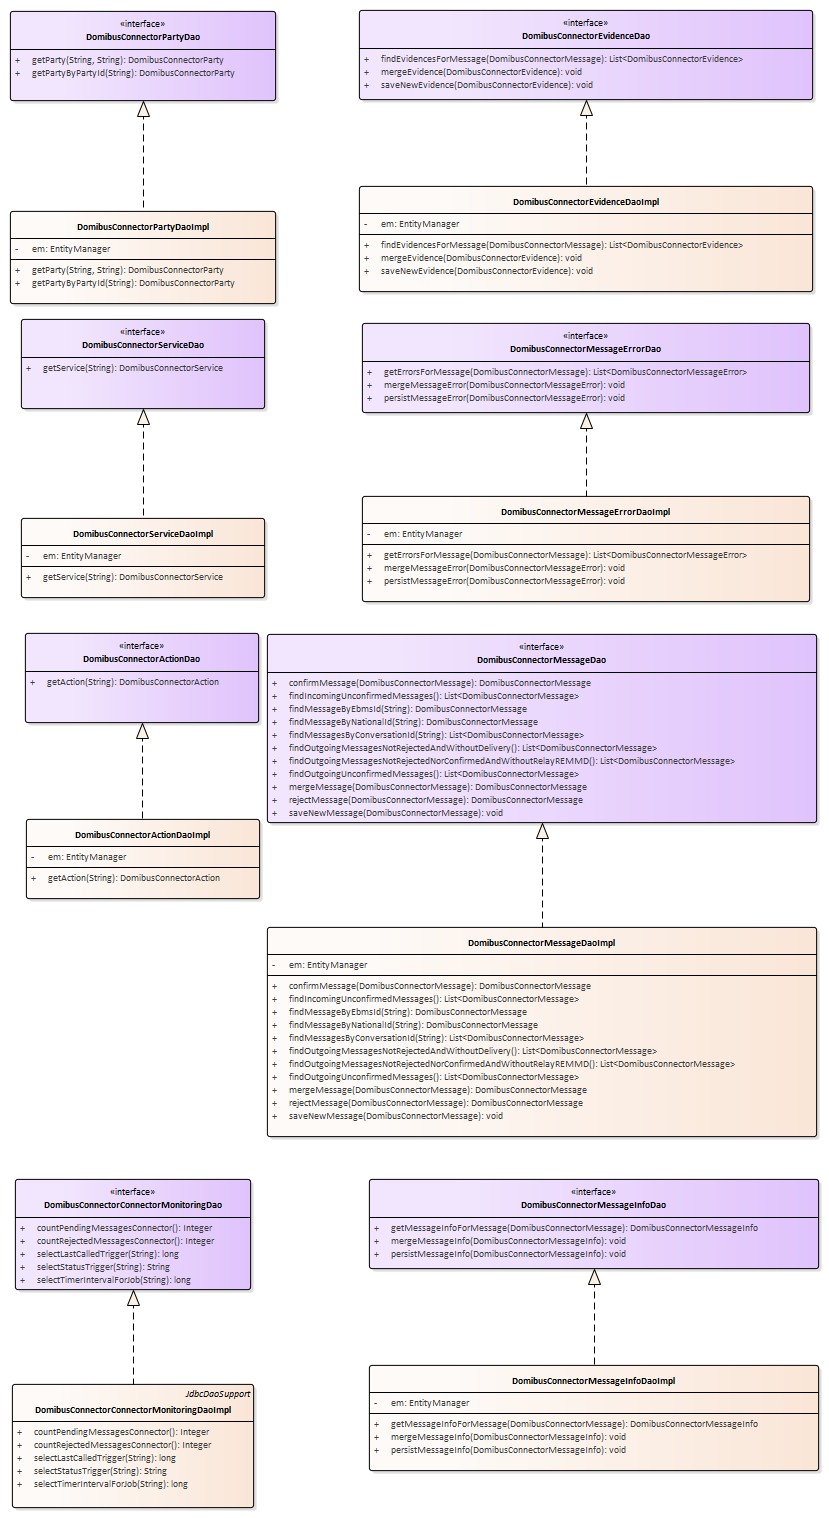 «interface»
DomibusConnectorPartyDao
+ getParty(String, String): DomibusConnectorParty
+ getPartyByPartyId(String): DomibusConnectorParty
«interface»
DomibusConnectorEvidenceDao
+ findEvidencesForMessage(DomibusConnectorMessage): List<DomibusConnectorEvidence>
+ mergeEvidence(DomibusConnectorEvidence): void
+ saveNewEvidence(DomibusConnectorEvidence): void
DomibusConnectorPartyDaoImpl
- em: EntityManager
+ getParty(String, String): DomibusConnectorParty
+ getPartyByPartyId(String): DomibusConnectorParty
DomibusConnectorEvidenceDaoImpl
- em: EntityManager
+ findEvidencesForMessage(DomibusConnectorMessage): List<DomibusConnectorEvidence>
+ mergeEvidence(DomibusConnectorEvidence): void
+ saveNewEvidence(DomibusConnectorEvidence): void
«interface»
DomibusConnectorServiceDao
+ getService(String): DomibusConnectorService
«interface»
DomibusConnectorMessageErrorDao
+ getErrorsForMessage(DomibusConnectorMessage): List<DomibusConnectorMessageError>
+ mergeMessageError(DomibusConnectorMessageError): void
+ persistMessageError(DomibusConnectorMessageError): void
DomibusConnectorServiceDaoImpl
- em: EntityManager
+ getService(String): DomibusConnectorService
DomibusConnectorMessageErrorDaoImpl
- em: EntityManager
+ getErrorsForMessage(DomibusConnectorMessage): List<DomibusConnectorMessageError>
+ mergeMessageError(DomibusConnectorMessageError): void
+ persistMessageError(DomibusConnectorMessageError): void
«interface»
DomibusConnectorActionDao
+ getAction(String): DomibusConnectorAction
«interface»
DomibusConnectorMessageDao
+ confirmMessage(DomibusConnectorMessage): DomibusConnectorMessage
+ findIncomingUnconfirmedMessages(): List<DomibusConnectorMessage>
+ findMessageByEbmsId(String): DomibusConnectorMessage
+ findMessageByNationalId(String): DomibusConnectorMessage
+ findMessagesByConversationId(String): List<DomibusConnectorMessage>
+ findOutgoingMessagesNotRejectedAndWithoutDelivery(): List<DomibusConnectorMessage>
+ findOutgoingMessagesNotRejectedNorConfirmedAndWithoutRelayREMMD(): List<DomibusConnectorMessage>
+ findOutgoingUnconfirmedMessages(): List<DomibusConnectorMessage>
+ mergeMessage(DomibusConnectorMessage): DomibusConnectorMessage
+ rejectMessage(DomibusConnectorMessage): DomibusConnectorMessage
+ saveNewMessage(DomibusConnectorMessage): void
DomibusConnectorActionDaoImpl
- em: EntityManager
+ getAction(String): DomibusConnectorAction
DomibusConnectorMessageDaoImpl
- em: EntityManager
+ confirmMessage(DomibusConnectorMessage): DomibusConnectorMessage
+ findIncomingUnconfirmedMessages(): List<DomibusConnectorMessage>
+ findMessageByEbmsId(String): DomibusConnectorMessage
+ findMessageByNationalId(String): DomibusConnectorMessage
+ findMessagesByConversationId(String): List<DomibusConnectorMessage>
+ findOutgoingMessagesNotRejectedAndWithoutDelivery(): List<DomibusConnectorMessage>
+ findOutgoingMessagesNotRejectedNorConfirmedAndWithoutRelayREMMD(): List<DomibusConnectorMessage>
+ findOutgoingUnconfirmedMessages(): List<DomibusConnectorMessage>
+ mergeMessage(DomibusConnectorMessage): DomibusConnectorMessage
+ rejectMessage(DomibusConnectorMessage): DomibusConnectorMessage
+ saveNewMessage(DomibusConnectorMessage): void
«interface»
DomibusConnectorConnectorMonitoringDao
+ countPendingMessagesConnector(): Integer
+ countRejectedMessagesConnector(): Integer
+ selectLastCalledTrigger(String): long
+ selectStatusTrigger(String): String
+ selectTimerIntervalForJob(String): long
«interface»
DomibusConnectorMessageInfoDao
+ getMessageInfoForMessage(DomibusConnectorMessage): DomibusConnectorMessageInfo
+ mergeMessageInfo(DomibusConnectorMessageInfo): void
+ persistMessageInfo(DomibusConnectorMessageInfo): void
JdbcDaoSupport
DomibusConnectorConnectorMonitoringDaoImpl
+ countPendingMessagesConnector(): Integer
+ countRejectedMessagesConnector(): Integer
+ selectLastCalledTrigger(String): long
+ selectStatusTrigger(String): String
+ selectTimerIntervalForJob(String): long
DomibusConnectorMessageInfoDaoImpl
- em: EntityManager
+ getMessageInfoForMessage(DomibusConnectorMessage): DomibusConnectorMessageInfo
+ mergeMessageInfo(DomibusConnectorMessageInfo): void
+ persistMessageInfo(DomibusConnectorMessageInfo): void